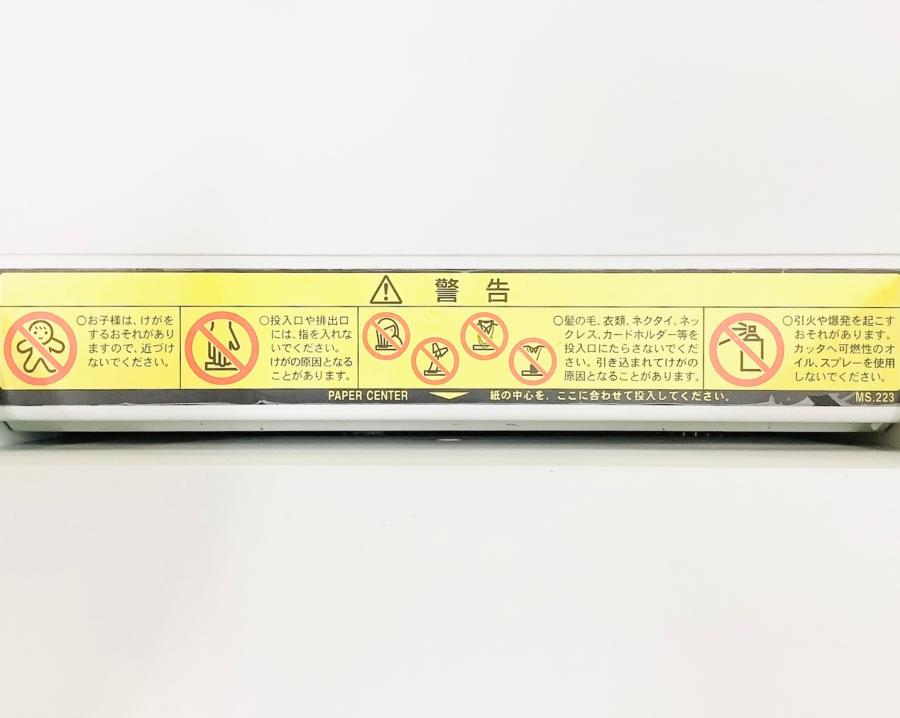 警告
○お子様は、けがを
するおそれがあり
ますので、近づけ
ないでください。
○投入口や排出口
には、指を入れな
いでください。
けがの原因となる
ことがあります。
○髪の毛、衣類、ネクタイ、ネッ
クレス、カードホルダー等を
投入口にたらさないでくだ
さい。引き込まれてけがの
原因となることがあります。
○引火や爆発を起こす
おそれがあります。
カッタへ可燃性のオ
イル、スプレーを使用
しないでください。
PAPER CENTER 紙の中心を、ここに合わせて投入してください。 MS.223